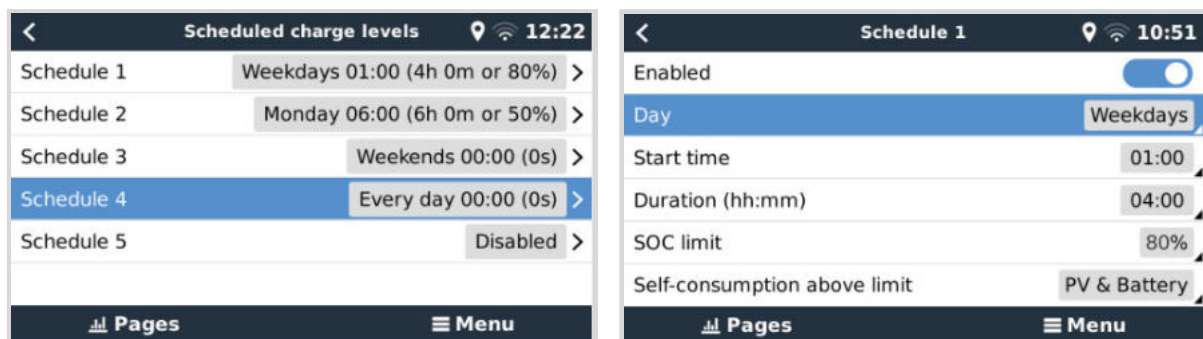 Scheduled charge levels 12:22
Schedule 1 Weekdays 01:00 (4h 0m or 80%)
Schedule 2 Monday 06:00 (6h 0m or 50%)
Schedule 3 Weekends 00:00 (0s)
Schedule 4 Every day 00:00 (0s)
Schedule 5 Disabled
Pages Menu
Schedule 1 10:51
Enabled
Day Weekdays
Start time 01:00
Duration (hh:mm) 04:00
SOC limit 80%
Self-consumption above limit PV & Battery
Pages Menu